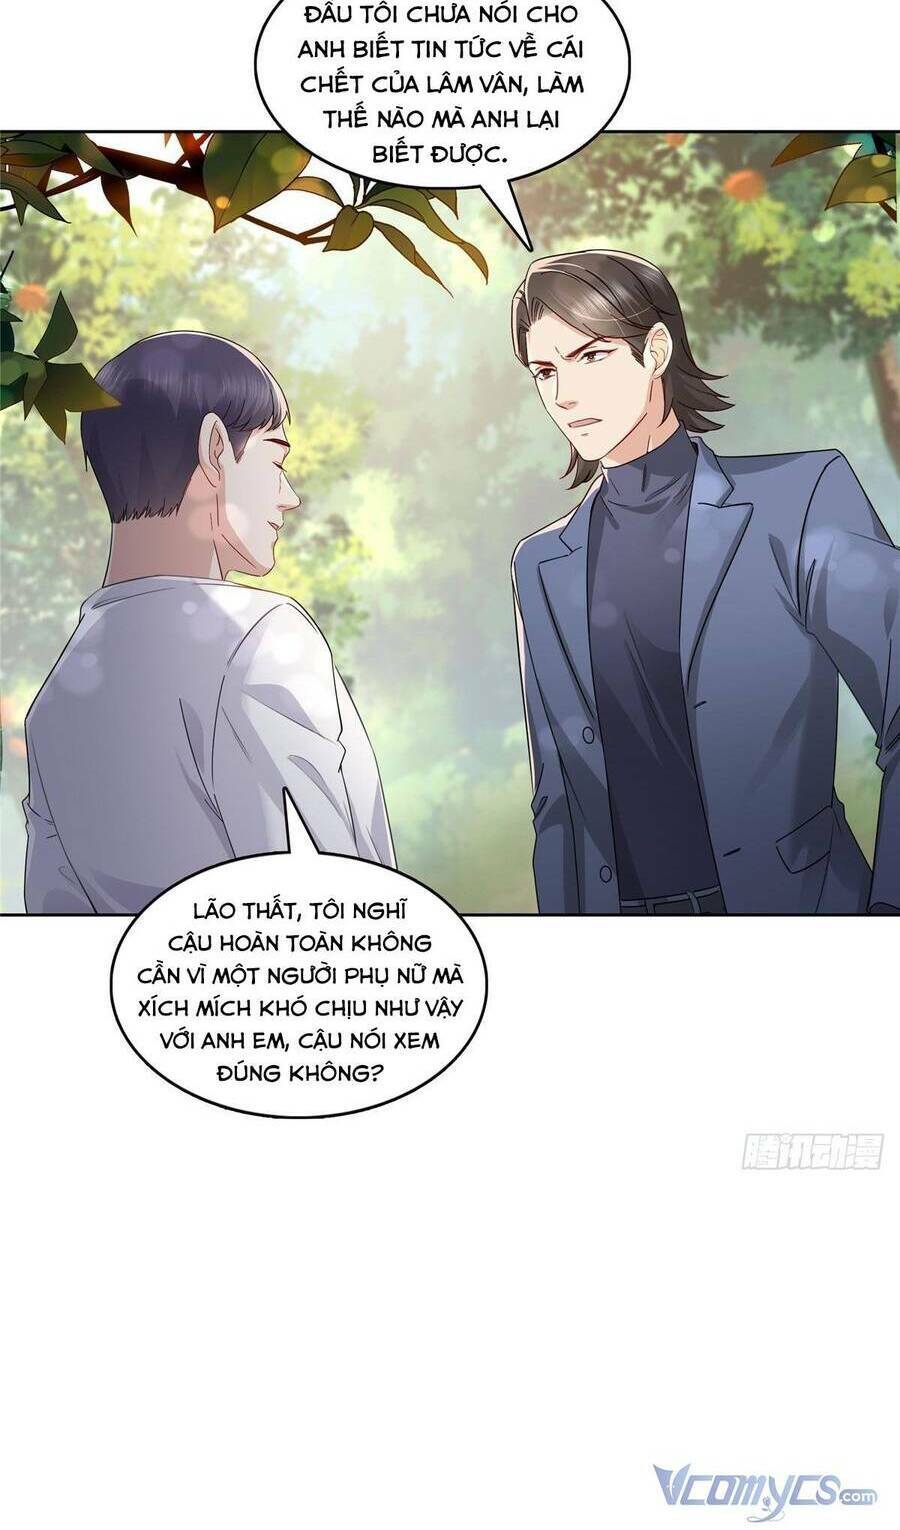 ĐẦU TÔI CHƯA NÓI CHO
ANH BIẾT TIN TỨC VỀ CÁI
CHẾT CỦA LÂM VÂN, LÀM
THẾ NÀO MÀ ANH LẠI
BIẾT ĐƯỢC.
LÃO THẤT, TÔI NGHĨ
CẬU HOÀN TOÀN KHÔNG
CẦN VÌ MỘT NGƯỜI PHỤ NỮ MÀ
XÍCH MÍCH KHÓ CHỊU NHƯ VẬY
VỚI ANH EM, CẬU NÓI XEM
ĐÚNG KHÔNG?
腾讯动漫
VCOMYCS.com